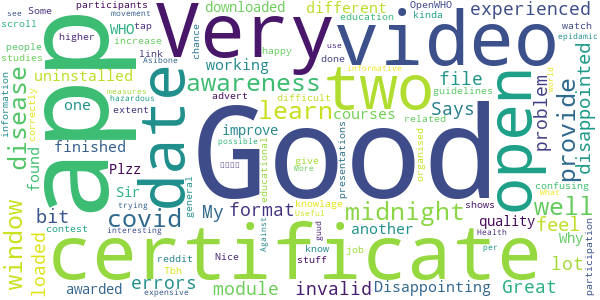 see
Some
participants
downloaded
Very
video
different
OpenWHO
kinda
experienced
scroll
movement
higher
tap
WHO
education
watch
people
studies
increase
link
chance
happy
epidamic
app
date
Asibone
use
done
uninstalled
working
awareness
two
open
file
provide
disappointed
information
correctly
disease
one
measures
hazardous
extent
advert
informative
difficult
guidelines
problem
learn
Says
found
finished
Plzz
improve
courses
related
Good
possible
world
educational
presentations
organised
confusing
Sir
trying
general
give
More
covid
My
format
knowlage
Useful
midnight
well
What
window
loaded
bit
contest
interesting
Against
another
shows
quality
feel
why
participation
certificate
reddit
Nice
guud
know
stuff
job
Health
lot
awarded
errors
Tbh
expensive
module
invalid
Disappointing
per
Great